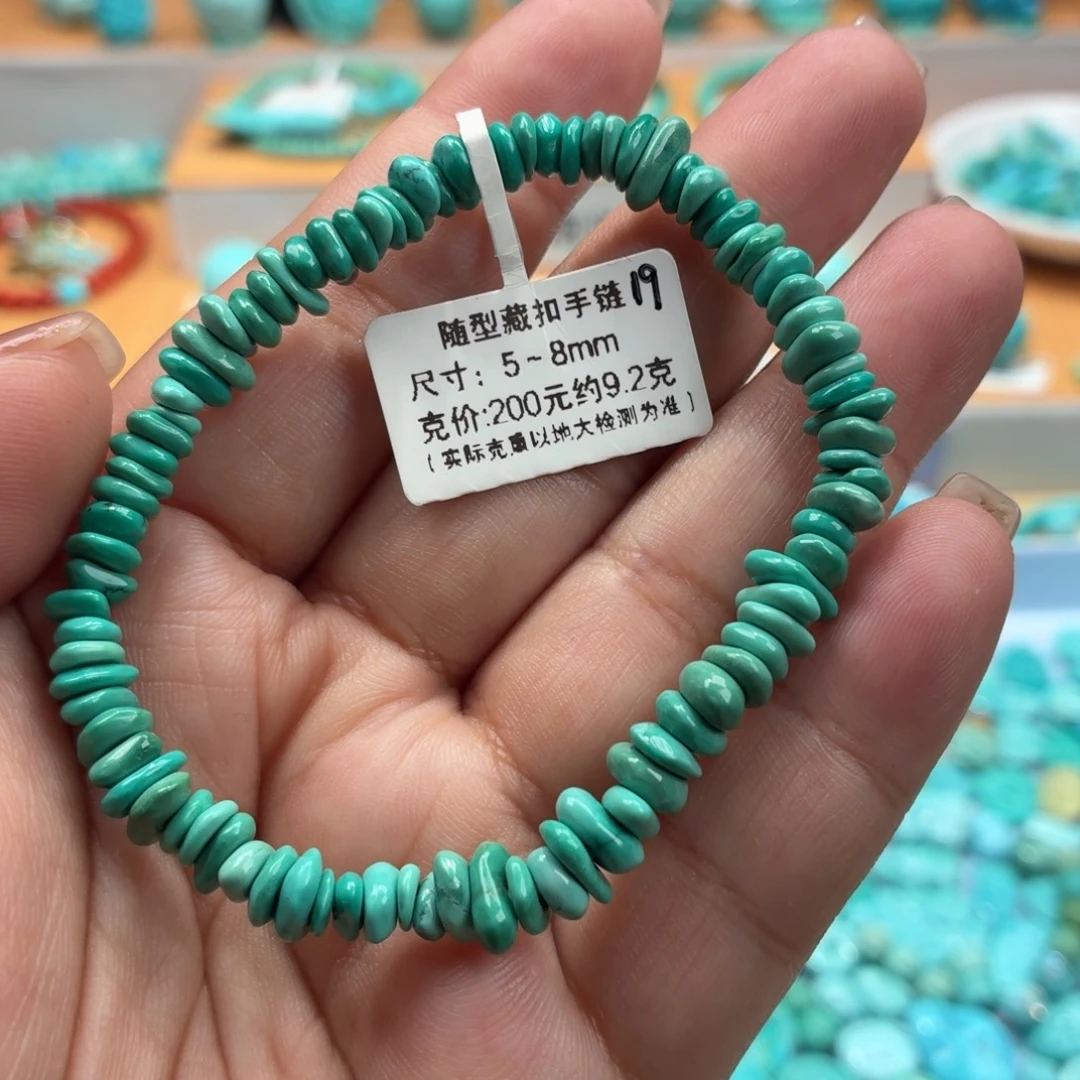 随型藏扣手链19
尺寸：5~8mm
克价:200元约9.2克
（实际克重以地大检测为准）